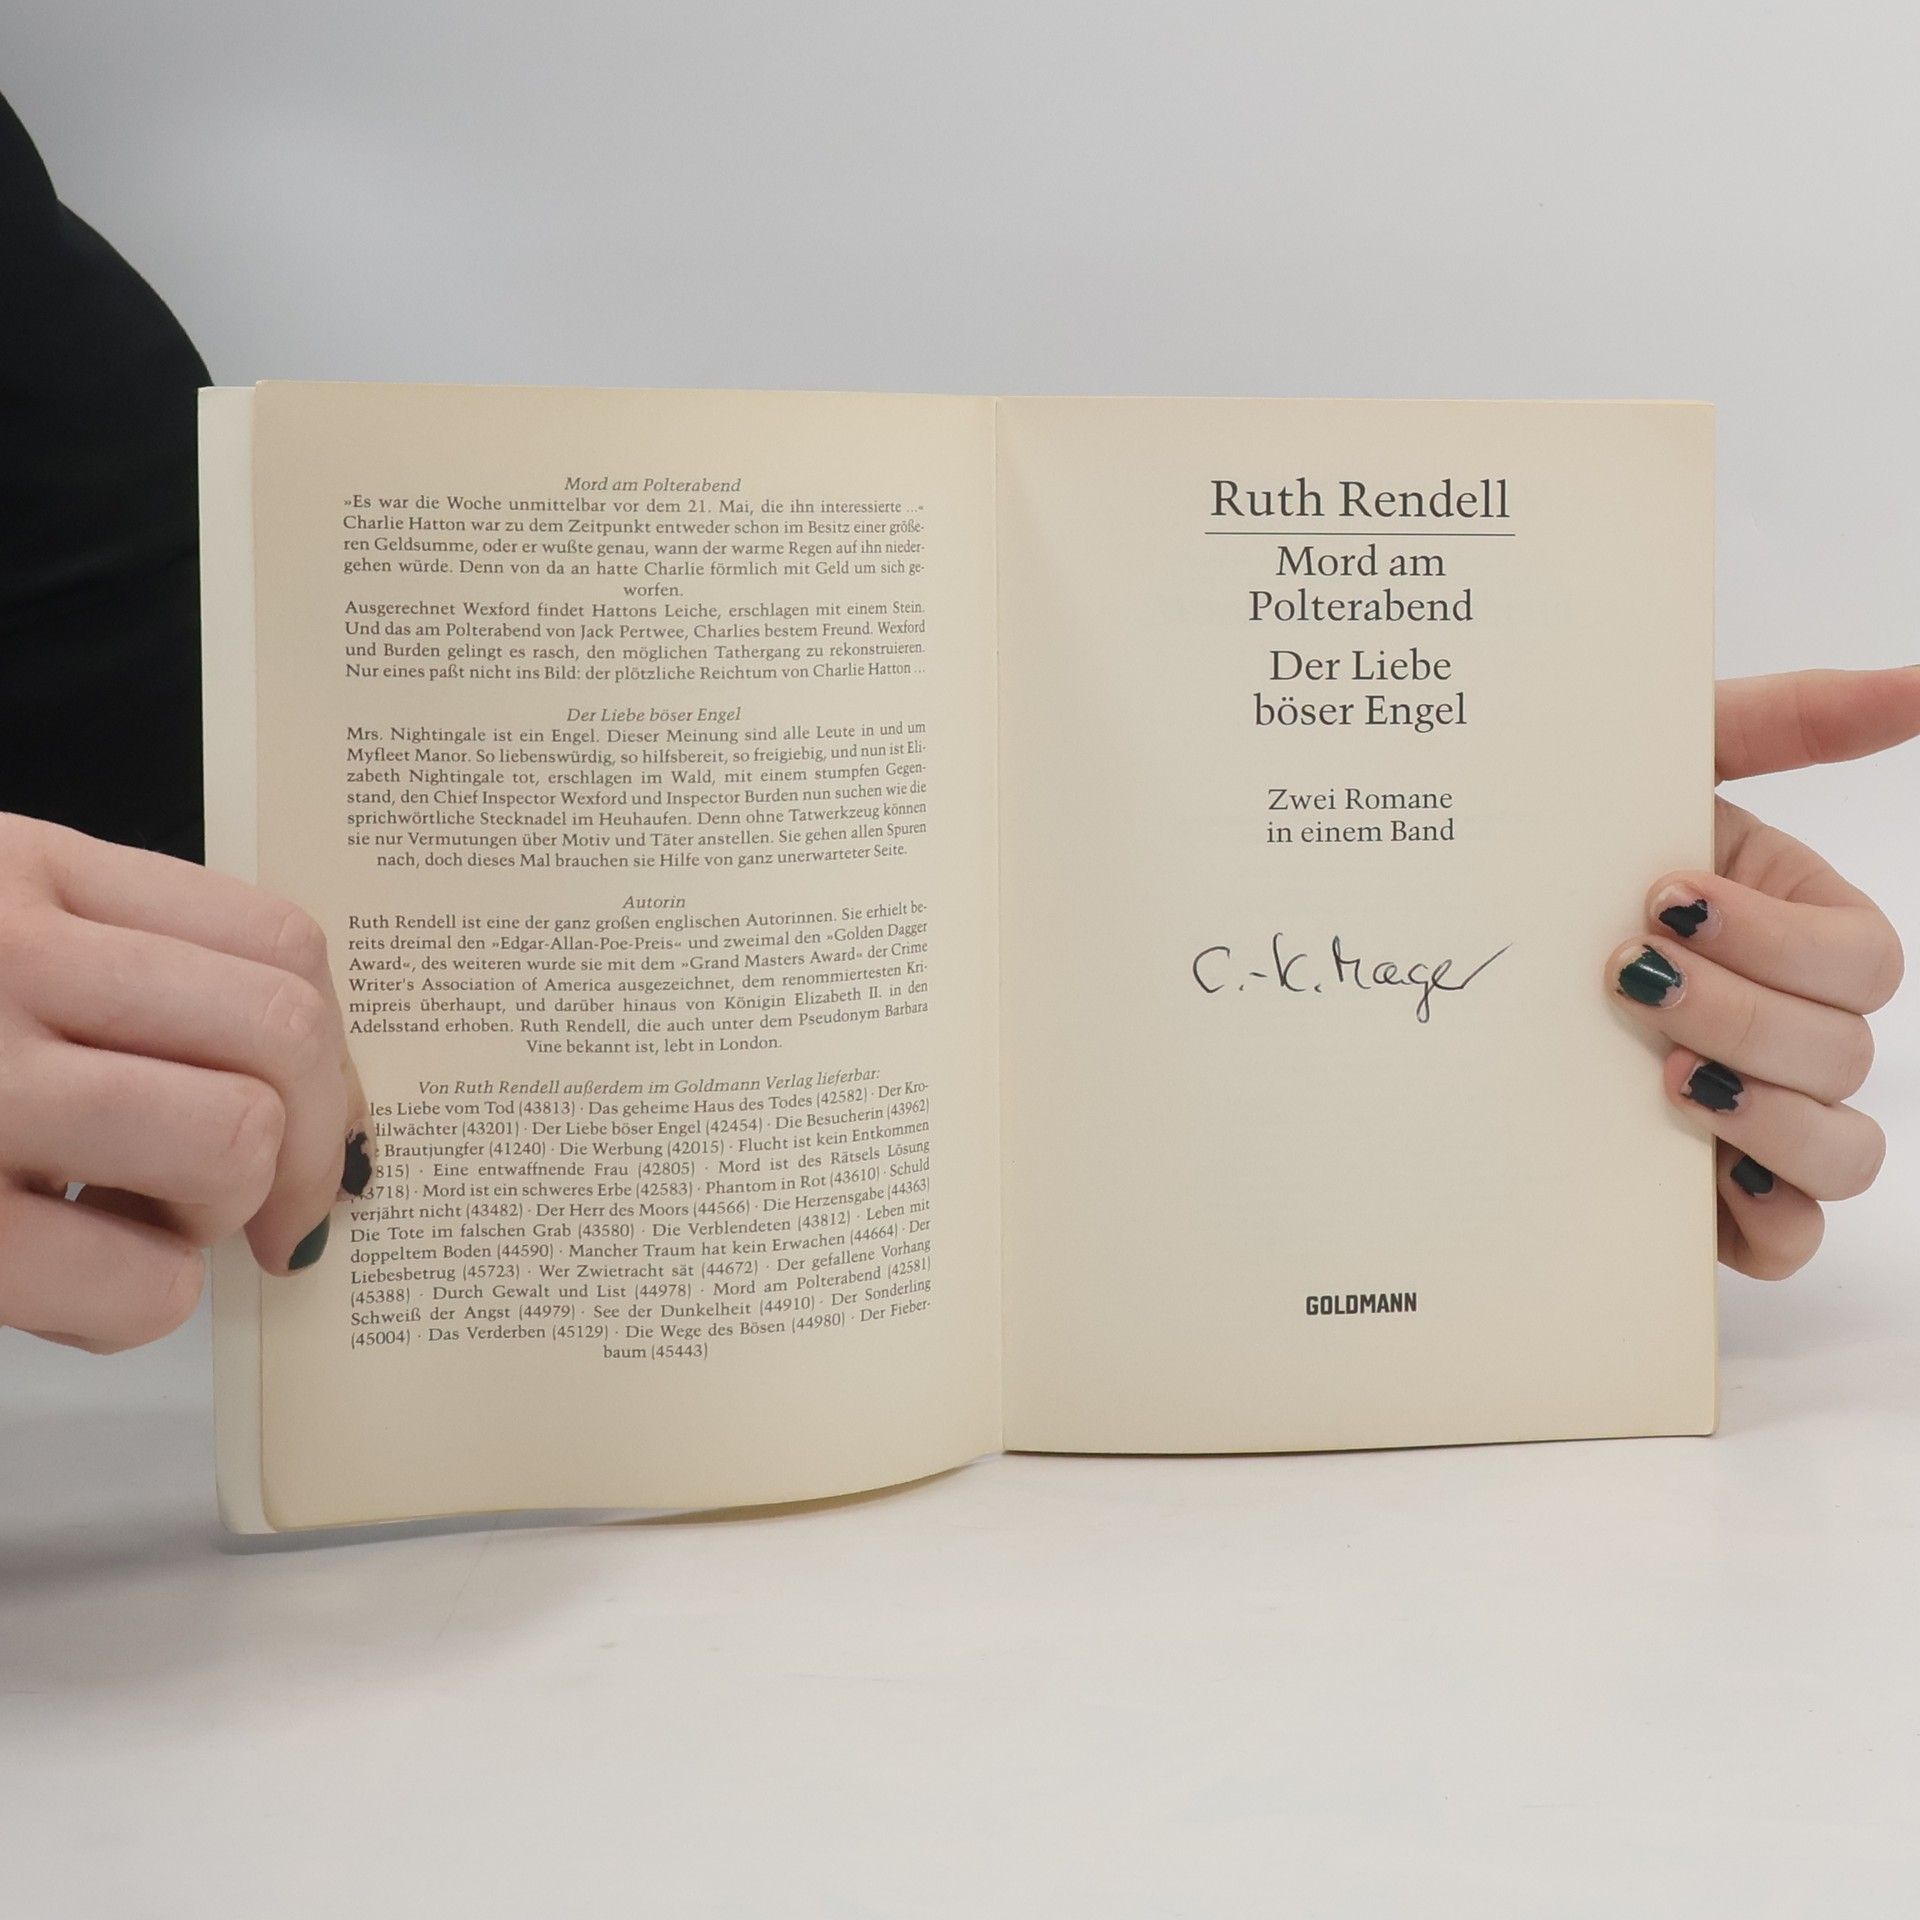 Mord am Polterabend
»Es war die Woche unmittelbar vor dem 21. Mai, die ihn interessierte ...«
Charlie Hatton war zu dem Zeitpunkt entweder schon im Besitz einer größe-
ren Geldsumme, oder er wußte genau, wann der warme Regen auf ihn nieder-
gehen würde. Denn von da an hatte Charlie förmlich mit Geld um sich ge-
worfen.
Ausgerechnet Wexford findet Hattons Leiche, erschlagen mit einem Stein.
Und das am Polterabend von Jack Pertwee, Charlies bestem Freund. Wexford
und Burden gelingt es rasch, den möglichen Tathergang zu rekonstruieren.
Nur eines paßt nicht ins Bild: der plötzliche Reichtum von Charlie Hatton ...
Der Liebe böser Engel
Mrs. Nightingale ist ein Engel. Dieser Meinung sind alle Leute in und um
Myfleet Manor. So liebenswürdig, so hilfsbereit, so freigiebig, und nun ist Eli-
zabeth Nightingale tot, erschlagen im Wald, mit einem stumpfen Gegen-
stand, den Chief Inspector Wexford und Inspector Burden nun suchen wie die
sprichwörtliche Stecknadel im Heuhaufen. Denn ohne Tatwerkzeug können
sie nur Vermutungen über Motiv und Täter anstellen. Sie gehen allen Spuren
nach, doch dieses Mal brauchen sie Hilfe von ganz unerwarteter Seite.
Autorin
Ruth Rendell ist eine der ganz großen englischen Autorinnen. Sie erhielt be-
reits dreimal den »Edgar-Allan-Poe-Preis« und zweimal den »Golden Dagger
Award«, des weiteren wurde sie mit dem »Grand Masters Award« der Crime
Writer's Association of America ausgezeichnet, dem renommiertesten Kri-
mipreis überhaupt, und darüber hinaus von Königin Elizabeth II. in den
Adelsstand erhoben. Ruth Rendell, die auch unter dem Pseudonym Barbara
Vine bekannt ist, lebt in London.
Von Ruth Rendell außerdem im Goldmann Verlag lieferbar:
les Liebe vom Tod (43813) · Das geheime Haus des Todes (42582) · Der Kro-
dilwächter (43201) · Der Liebe böser Engel (42454) · Die Besucherin (43962)
Brautjungfer (41240) · Die Werbung (42015) · Flucht ist kein Entkommen
815) · Eine entwaffnende Frau (42805) · Mord ist des Rätsels Lösung
43718) · Mord ist ein schweres Erbe (42583) · Phantom in Rot (43610) · Schuld
verjährt nicht (43482) · Der Herr des Moors (44566) · Die Herzensgabe (44363)
Die Tote im falschen Grab (43580) · Die Verblendeten (43812) · Leben mit
doppeltem Boden (44590) · Mancher Traum hat kein Erwachen (44664) · Der
Liebesbetrug (45723) · Wer Zwietracht sät (44672) · Der gefallene Vorhang
(45388) · Durch Gewalt und List (44978) · Mord am Polterabend (42581)
Schweiß der Angst (44979) · See der Dunkelheit (44910) · Der Sonderling
(45004) · Das Verderben (45129) · Die Wege des Bösen (44980) · Der Fieber-
baum (45443)
Ruth Rendell
Mord am
Polterabend
Der Liebe
böser Engel
Zwei Romane
in einem Band
C.-K. Mager
GOLDMANN